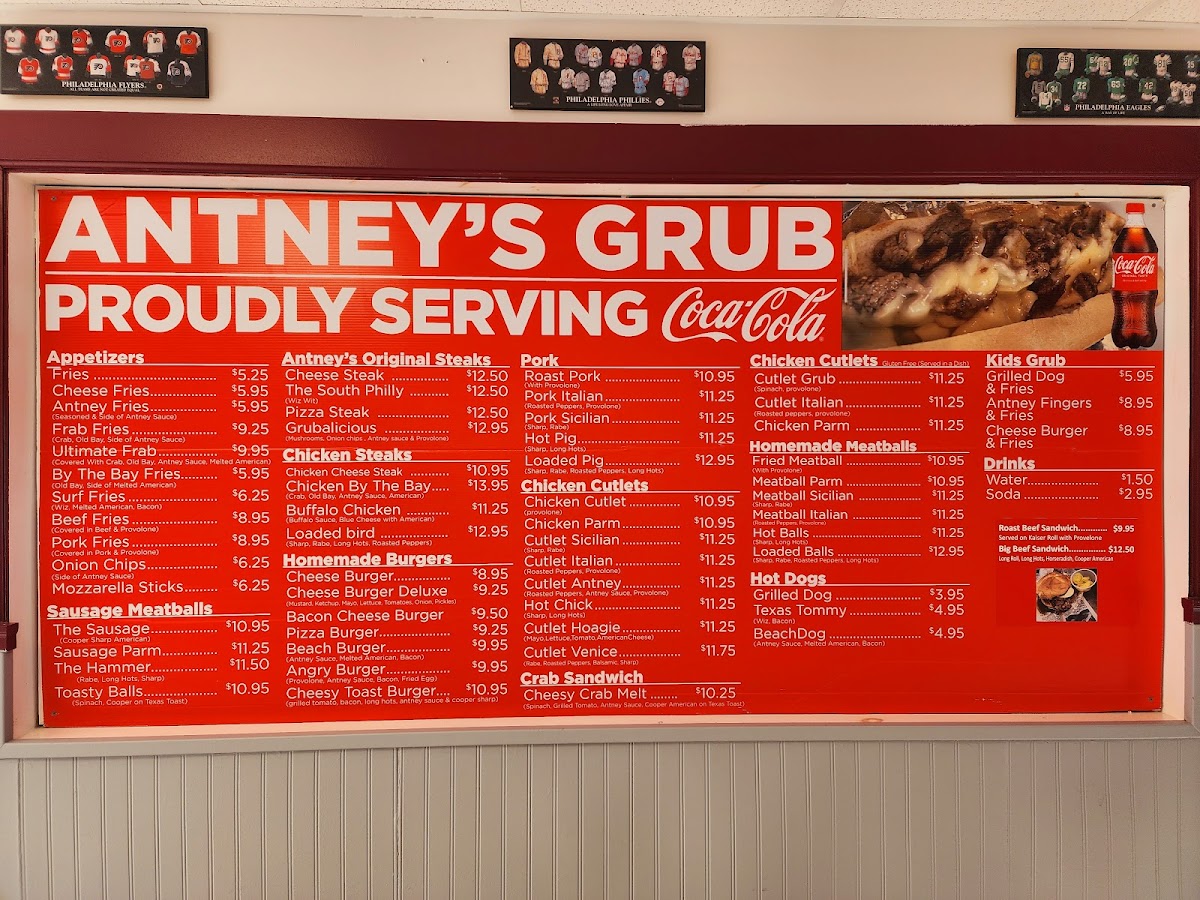 PHILADELPHIA FLYERS
ALL TEAMS ARE NOT CREATED EQUAL
PHILADELPHIA PHILLIES
PHILADELPHIA EAGLES
ANTNEY'S GRUB
PROUDLY SERVING Coca-Cola
Coca-Cola
Appetizers
Fries $5.25
Cheese Fries $5.95
Antney Fries $5.95
(Seasoned & Side of Antney Sauce)
Frab Fries $9.25
(Crab, Old Bay, Side of Antney Sauce)
Ultimate Frab $9.95
(Covered With Crab, Old Bay, Antney Sauce, Melted American)
By The Bay Fries $5.95
(Old Bay, Side of Melted American)
Surf Fries $6.25
(Wiz, Melted American, Bacon)
Beef Fries $8.95
(Covered in Beef & Provolone)
Pork Fries $8.95
(Covered in Pork & Provolone)
Onion Chips $6.25
(Side of Antney Sauce)
Mozzarella Sticks $6.25
Sausage Meatballs
The Sausage $10.95
(Cooper Sharp American)
Sausage Parm $11.25
The Hammer $11.50
(Rabe, Long Hots, Sharp)
Toasty Balls $10.95
(Spinach, Cooper on Texas Toast)
Antney's Original Steaks
Cheese Steak $12.50
The South Philly $12.50
(Wiz Wit)
Pizza Steak $12.50
Grubalicious $12.95
(Mushrooms, Onion chips, Antney sauce & Provolone)
Chicken Steaks
Chicken Cheese Steak $10.95
Chicken By The Bay $13.95
(Crab, Old Bay, Antney Sauce, American)
Buffalo Chicken $11.25
(Buffalo Sauce, Blue Cheese with American)
Loaded bird $12.95
(Sharp, Rabe, Long Hots, Roasted Peppers)
Homemade Burgers
Cheese Burger $8.95
Cheese Burger Deluxe $9.25
(Mustard, Ketchup, Mayo, Lettuce, Tomatoes, Onion, Pickles)
Bacon Cheese Burger $9.50
Pizza Burger $9.25
Beach Burger $9.95
(Antney Sauce, Melted American, Bacon)
Angry Burger $9.95
(Provolone, Antney Sauce, Bacon, Fried Egg)
Cheesy Toast Burger $10.95
(grilled tomato, bacon, long hots, antney sauce & cooper sharp)
Pork
Roast Pork $10.95
(With Provolone)
Pork Italian $11.25
(Roasted Peppers, Provolone)
Pork Sicilian $11.25
(Sharp, Rabe)
Hot Pig $11.25
(Sharp, Long Hots)
Loaded Pig $12.95
(Sharp, Rabe, Roasted Peppers, Long Hots)
Chicken Cutlets
Chicken Cutlet $10.95
(provolone)
Chicken Parm $10.95
Cutlet Sicilian $11.25
(Sharp, Rabe)
Cutlet Italian $11.25
(Roasted Peppers, Provolone)
Cutlet Antney $11.25
(Roasted Peppers, Antney Sauce, Provolone)
Hot Chick $11.25
(Sharp, Long Hots)
Cutlet Hoagie $11.25
(Mayo, Lettuce, Tomato, American Cheese)
Cutlet Venice $11.75
(Rabe, Roasted Peppers, Balsamic, Sharp)
Crab Sandwich
Cheesy Crab Melt $10.25
(Spinach, Grilled Tomato, Antney Sauce, Cooper American on Texas Toast)
Chicken Cutlets Gluten Free (Served in a Dish)
Cutlet Grub $11.25
(Spinach, provolone)
Cutlet Italian $11.25
(Roasted peppers, provolone)
Chicken Parm $11.25
Homemade Meatballs
Fried Meatball $10.95
(With Provolone)
Meatball Parm $10.95
Meatball Sicilian $11.25
(Sharp, Rabe)
Meatball Italian $11.25
(Roasted Peppers, Provolone)
Hot Balls $11.25
(Sharp, Long Hots)
Loaded Balls $12.95
(Sharp, Rabe, Roasted Peppers, Long Hots)
Hot Dogs
Grilled Dog $3.95
Texas Tommy $4.95
(Wiz, Bacon)
BeachDog $4.95
(Antney Sauce, Melted American, Bacon)
Kids Grub
Grilled Dog $5.95
& Fries
Antney Fingers $8.95
& Fries
Cheese Burger $8.95
& Fries
Drinks
Water $1.50
Soda $2.95
Roast Beef Sandwich $9.95
Served on Kaiser Roll with Provolone
Big Beef Sandwich $12.50
Long Roll, Long Hots, Horseradish, Cooper American